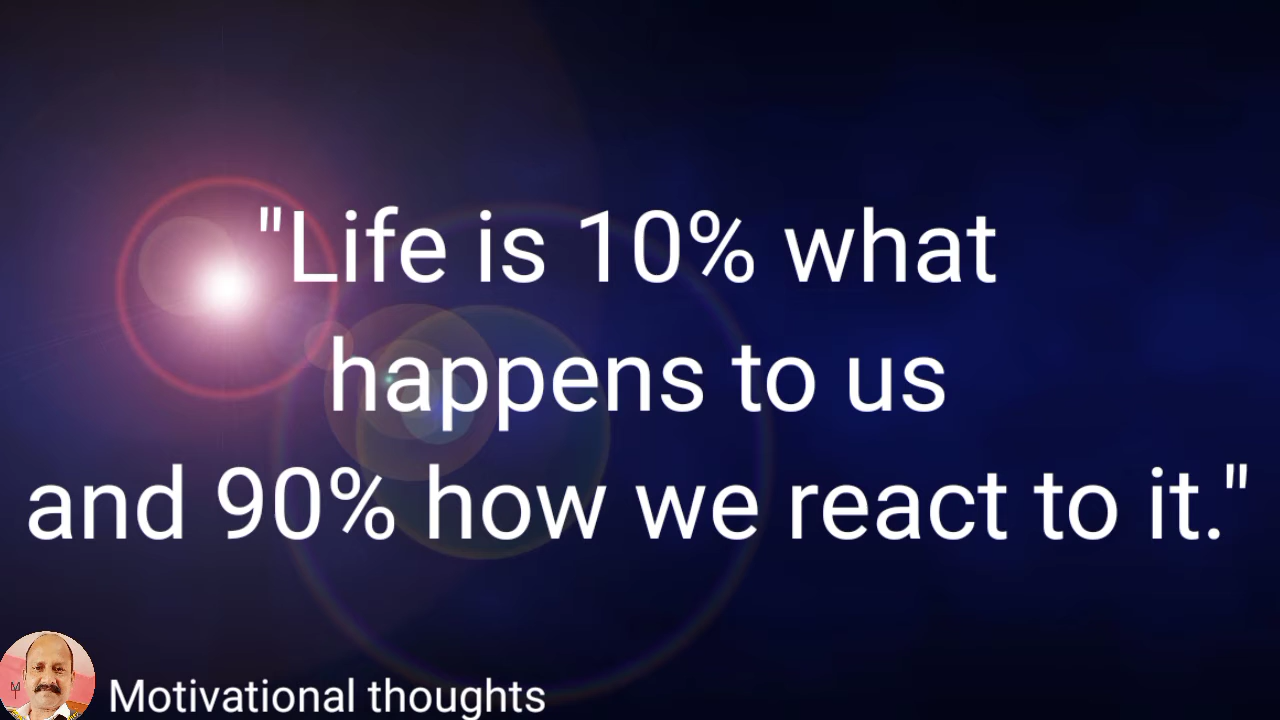 "Life is 10% what
happens to us
and 90% how we react to it."
Motivational thoughts